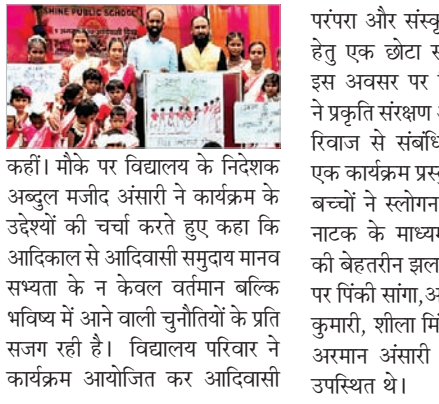 SHINE PUBLIC SCHOOL
कहीं। मौके पर विद्यालय के निदेशक
अब्दुल मजीद अंसारी ने कार्यक्रम के
उद्देश्यों की चर्चा करते हुए कहा कि
आदिकाल से आदिवासी समुदाय मानव
सभ्यता के न केवल वर्तमान बल्कि
भविष्य में आने वाली चुनौतियों के प्रति
सजग रही है। विद्यालय परिवार ने
कार्यक्रम आयोजित कर आदिवासी
परंपरा और
हेतु एक छोटा
इस अवसर पर
ने प्रकृति संरक्षण
रिवाज से
एक कार्यक्रम
बच्चों ने स्लोगन
नाटक के
की बेहतरीन
पर पिंकी सांगा,
कुमारी, शीला
अरमान अंसारी
उपस्थित थे।